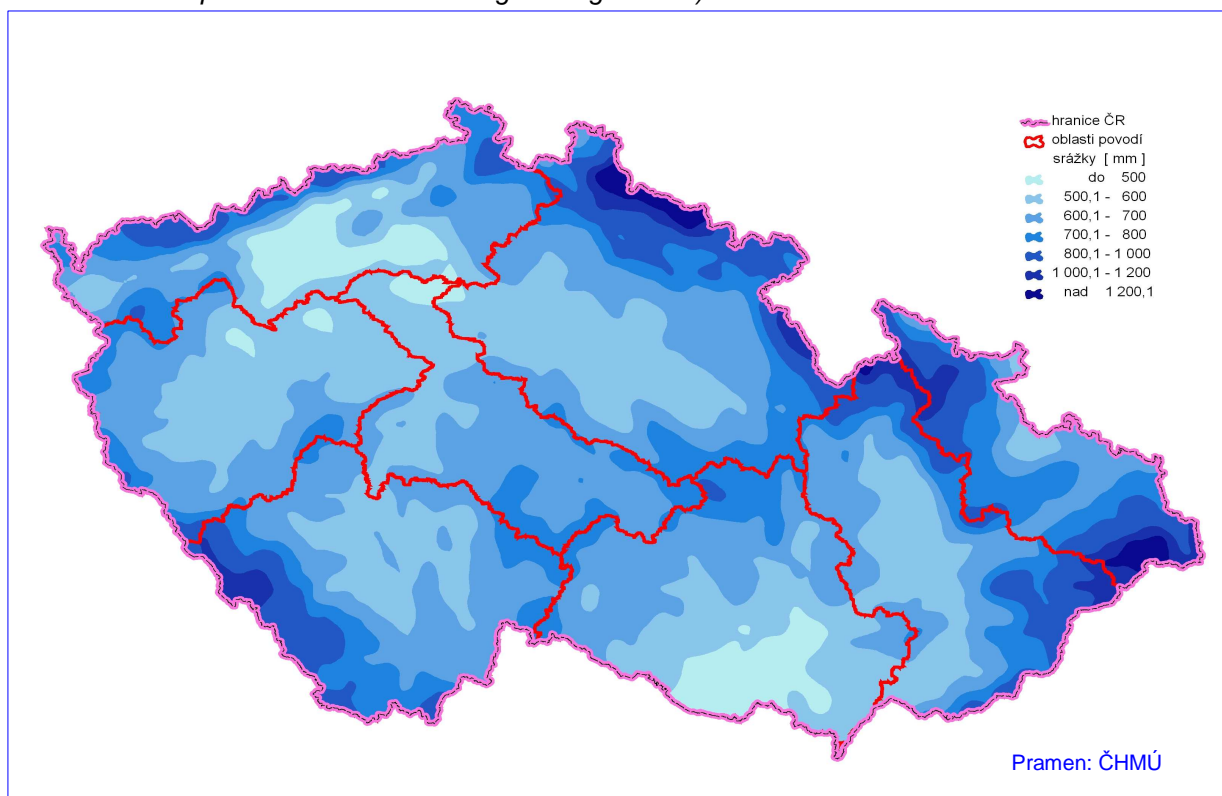 hranice ČR
oblasti povodí
srážky [ mm ]
do 500
500,1 - 600
600,1 - 700
700,1 - 800
800,1 - 1 000
1 000,1 - 1 200
nad 1 200,1
Pramen: ČHMÚ